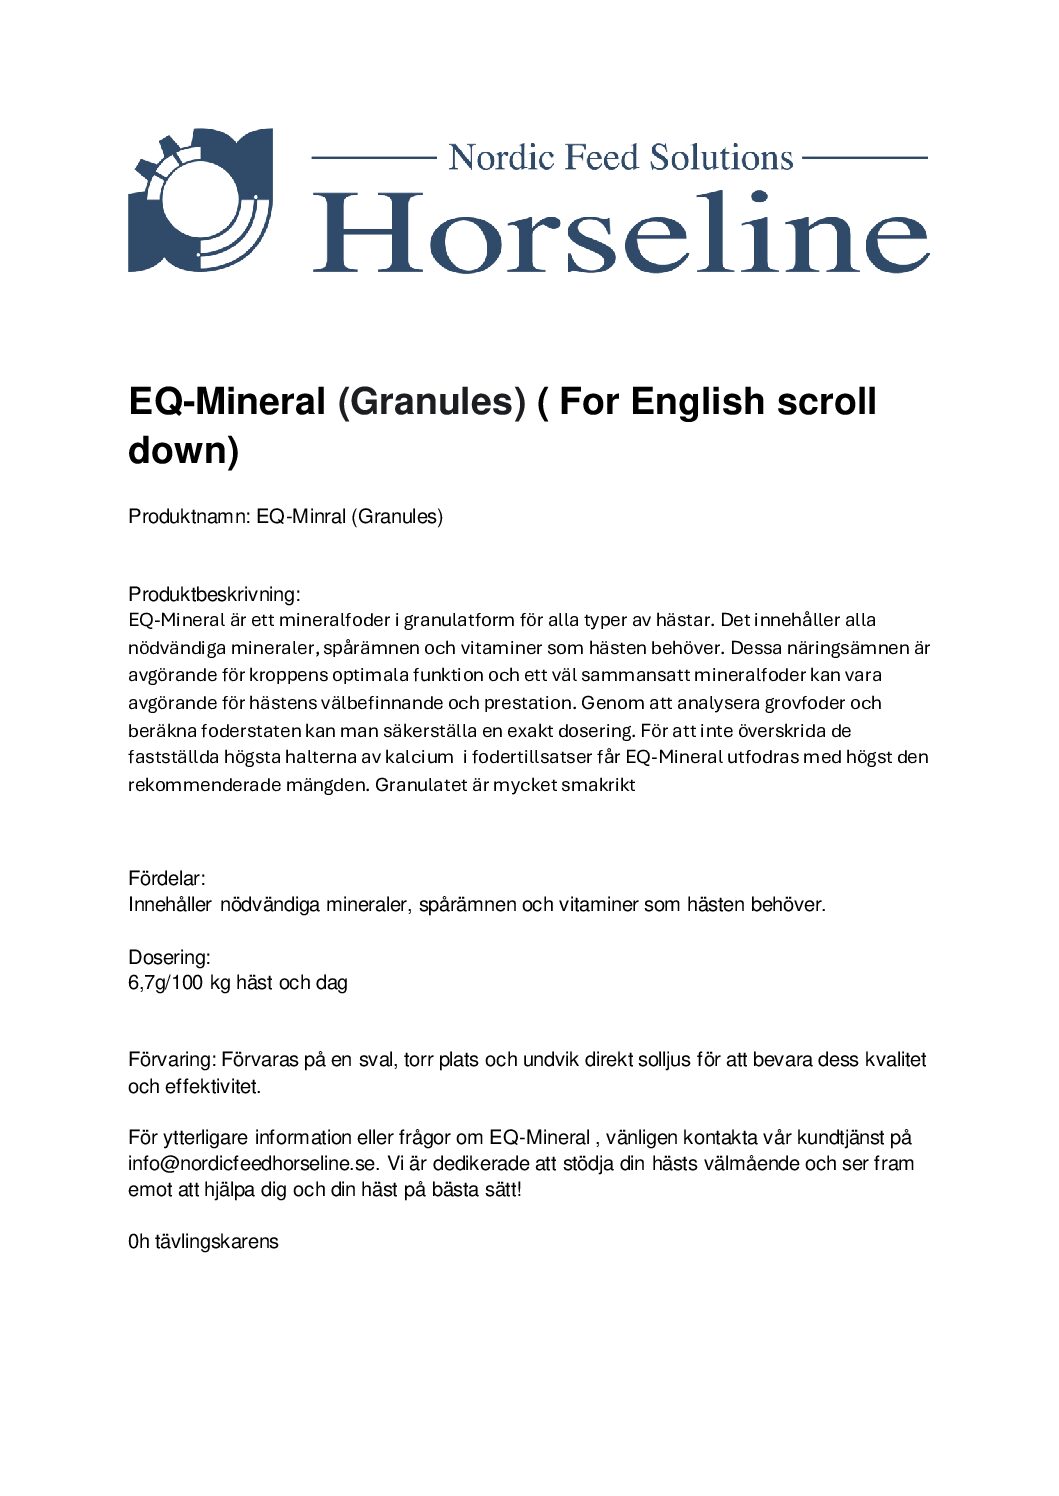 Nordic Feed Solutions
Horseline
EQ-Mineral (Granules) ( For English scroll
down)
Produktnamn: EQ-Minral (Granules)
Produktbeskrivning:
EQ-Mineral är ett mineralfoder i granulatform för alla typer av hästar. Det innehåller alla
nödvändiga mineraler, spårämnen och vitaminer som hästen behöver. Dessa näringsämnen är
avgörande för kroppens optimala funktion och ett väl sammansatt mineralfoder kan vara
avgörande för hästens välbefinnande och prestation. Genom att analysera grovfoder och
beräkna foderstaten kan man säkerställa en exakt dosering. För att inte överskrida de
fastställda högsta halterna av kalcium  i fodertillsatser får EQ-Mineral utfodras med högst den
rekommenderade mängden. Granulatet är mycket smakrikt
Fördelar:
Innehåller nödvändiga mineraler, spårämnen och vitaminer som hästen behöver.
Dosering:
6,7g/100 kg häst och dag
Förvaring: Förvaras på en sval, torr plats och undvik direkt solljus för att bevara dess kvalitet
och effektivitet.
För ytterligare information eller frågor om EQ-Mineral , vänligen kontakta vår kundtjänst på
info@nordicfeedhorseline.se. Vi är dedikerade att stödja din hästs välmående och ser fram
emot att hjälpa dig och din häst på bästa sätt!
0h tävlingskarens